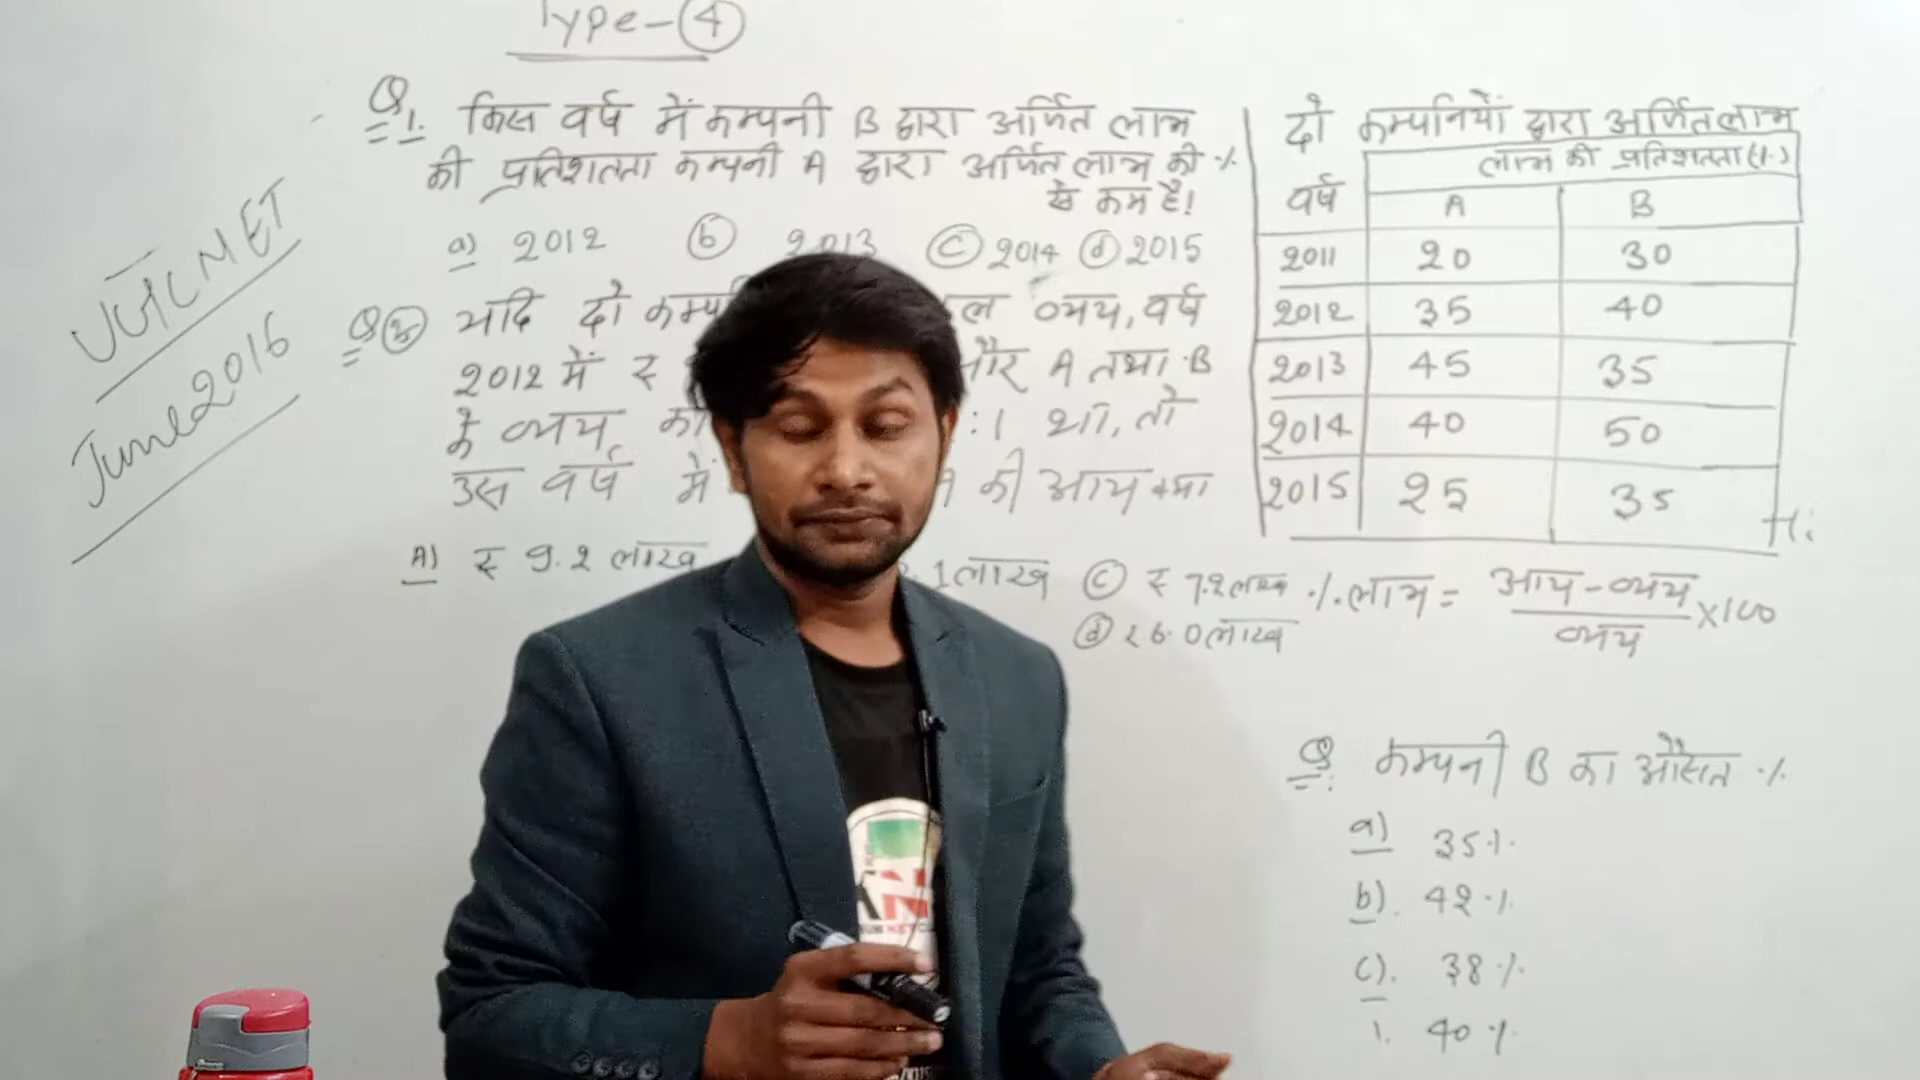 Type-4
Q1. किस वर्ष में कम्पनी B द्वारा अर्जित लाभ
की प्रतिशतता कम्पनी A द्वारा अर्जित लाभ की %
से कम है!
a) 2012 b 2013 c 2014 d 2015
यदि दो व्यय, वर्ष
2012 में ₹ और A तथा B
के व्यय का :1 था, तो
उस वर्ष में की आय क्या
A) ₹ 9.2 लाख 1 लाख c ₹ 7.2 लाख
d ₹ 6.0 लाख
UGC NET
June 2016
दो कम्पनियों द्वारा अर्जित लाभ
लाभ की प्रतिशतता (%)
वर्ष A B
2011 20 30
2012 35 40
2013 45 35
2014 40 50
2015 25 35
% लाभ = आय - व्यय / व्यय ×100
Q: कम्पनी B का औसत %
a) 35%
b). 42%
c). 38%
40%